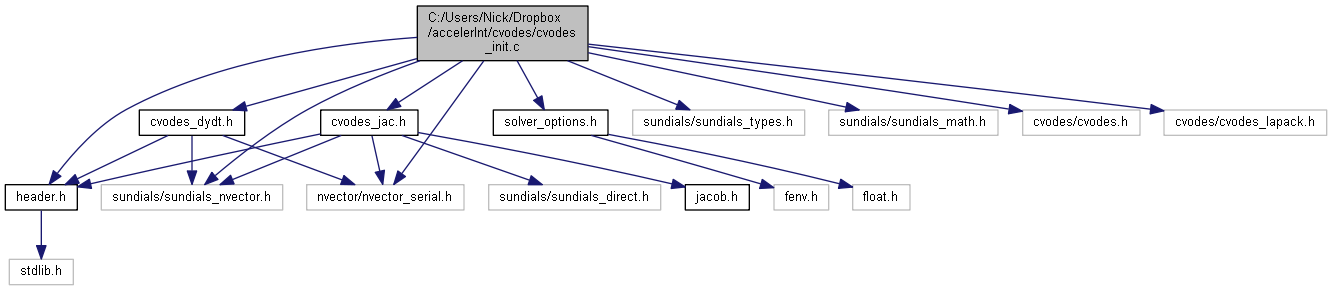 C:/Users/Nick/Dropbox
/accelerInt/cvodes/cvodes
_init.c
cvodes_dydt.h
cvodes_jac.h
solver_options.h
sundials/sundials_types.h
sundials/sundials_math.h
cvodes/cvodes.h
cvodes/cvodes_lapack.h
header.h
sundials/sundials_nvector.h
nvector/nvector_serial.h
sundials/sundials_direct.h
jacob.h
fenv.h
float.h
stdlib.h